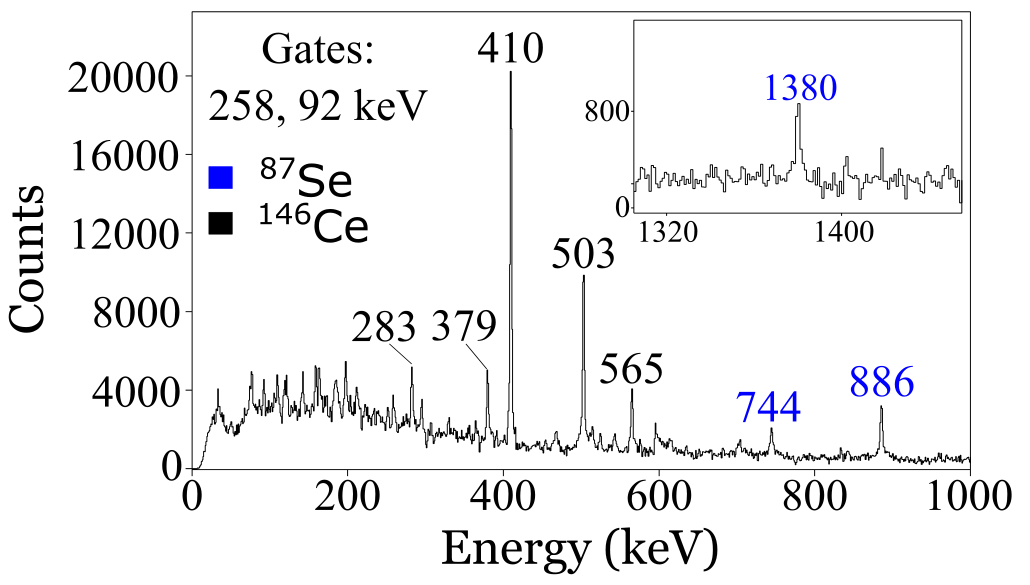 Gates:
258, 92 keV
⁸⁷Se
¹⁴⁶Ce
410
503
283 379
565
744
886
1380
800
0
1320 1400
20000
16000
12000
8000
4000
0
Counts
0 200 400 600 800 1000
Energy (keV)